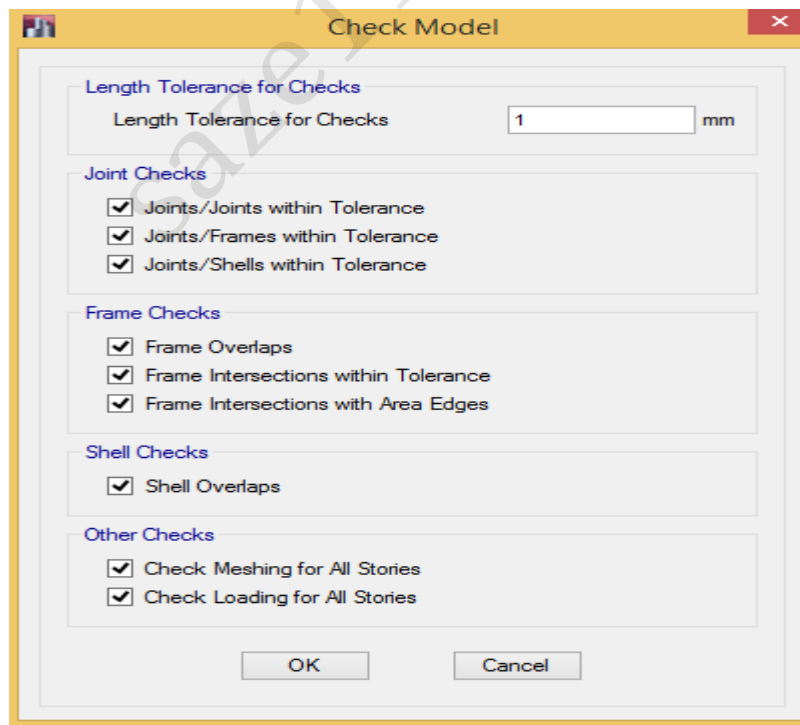 Check Model
Length Tolerance for Checks
Length Tolerance for Checks 1 mm
Joint Checks
Joints/Joints within Tolerance
Joints/Frames within Tolerance
Joints/Shells within Tolerance
Frame Checks
Frame Overlaps
Frame Intersections within Tolerance
Frame Intersections with Area Edges
Shell Checks
Shell Overlaps
Other Checks
Check Meshing for All Stories
Check Loading for All Stories
OK Cancel